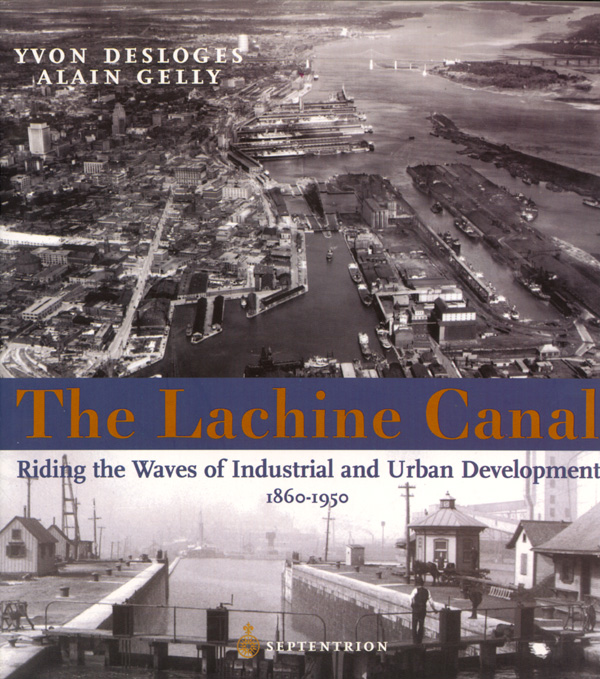 YVON DESLOGES
ALAIN GELLY
The Lachine Canal
Riding the Waves of Industrial and Urban Development
1860-1950
SEPTENTRION